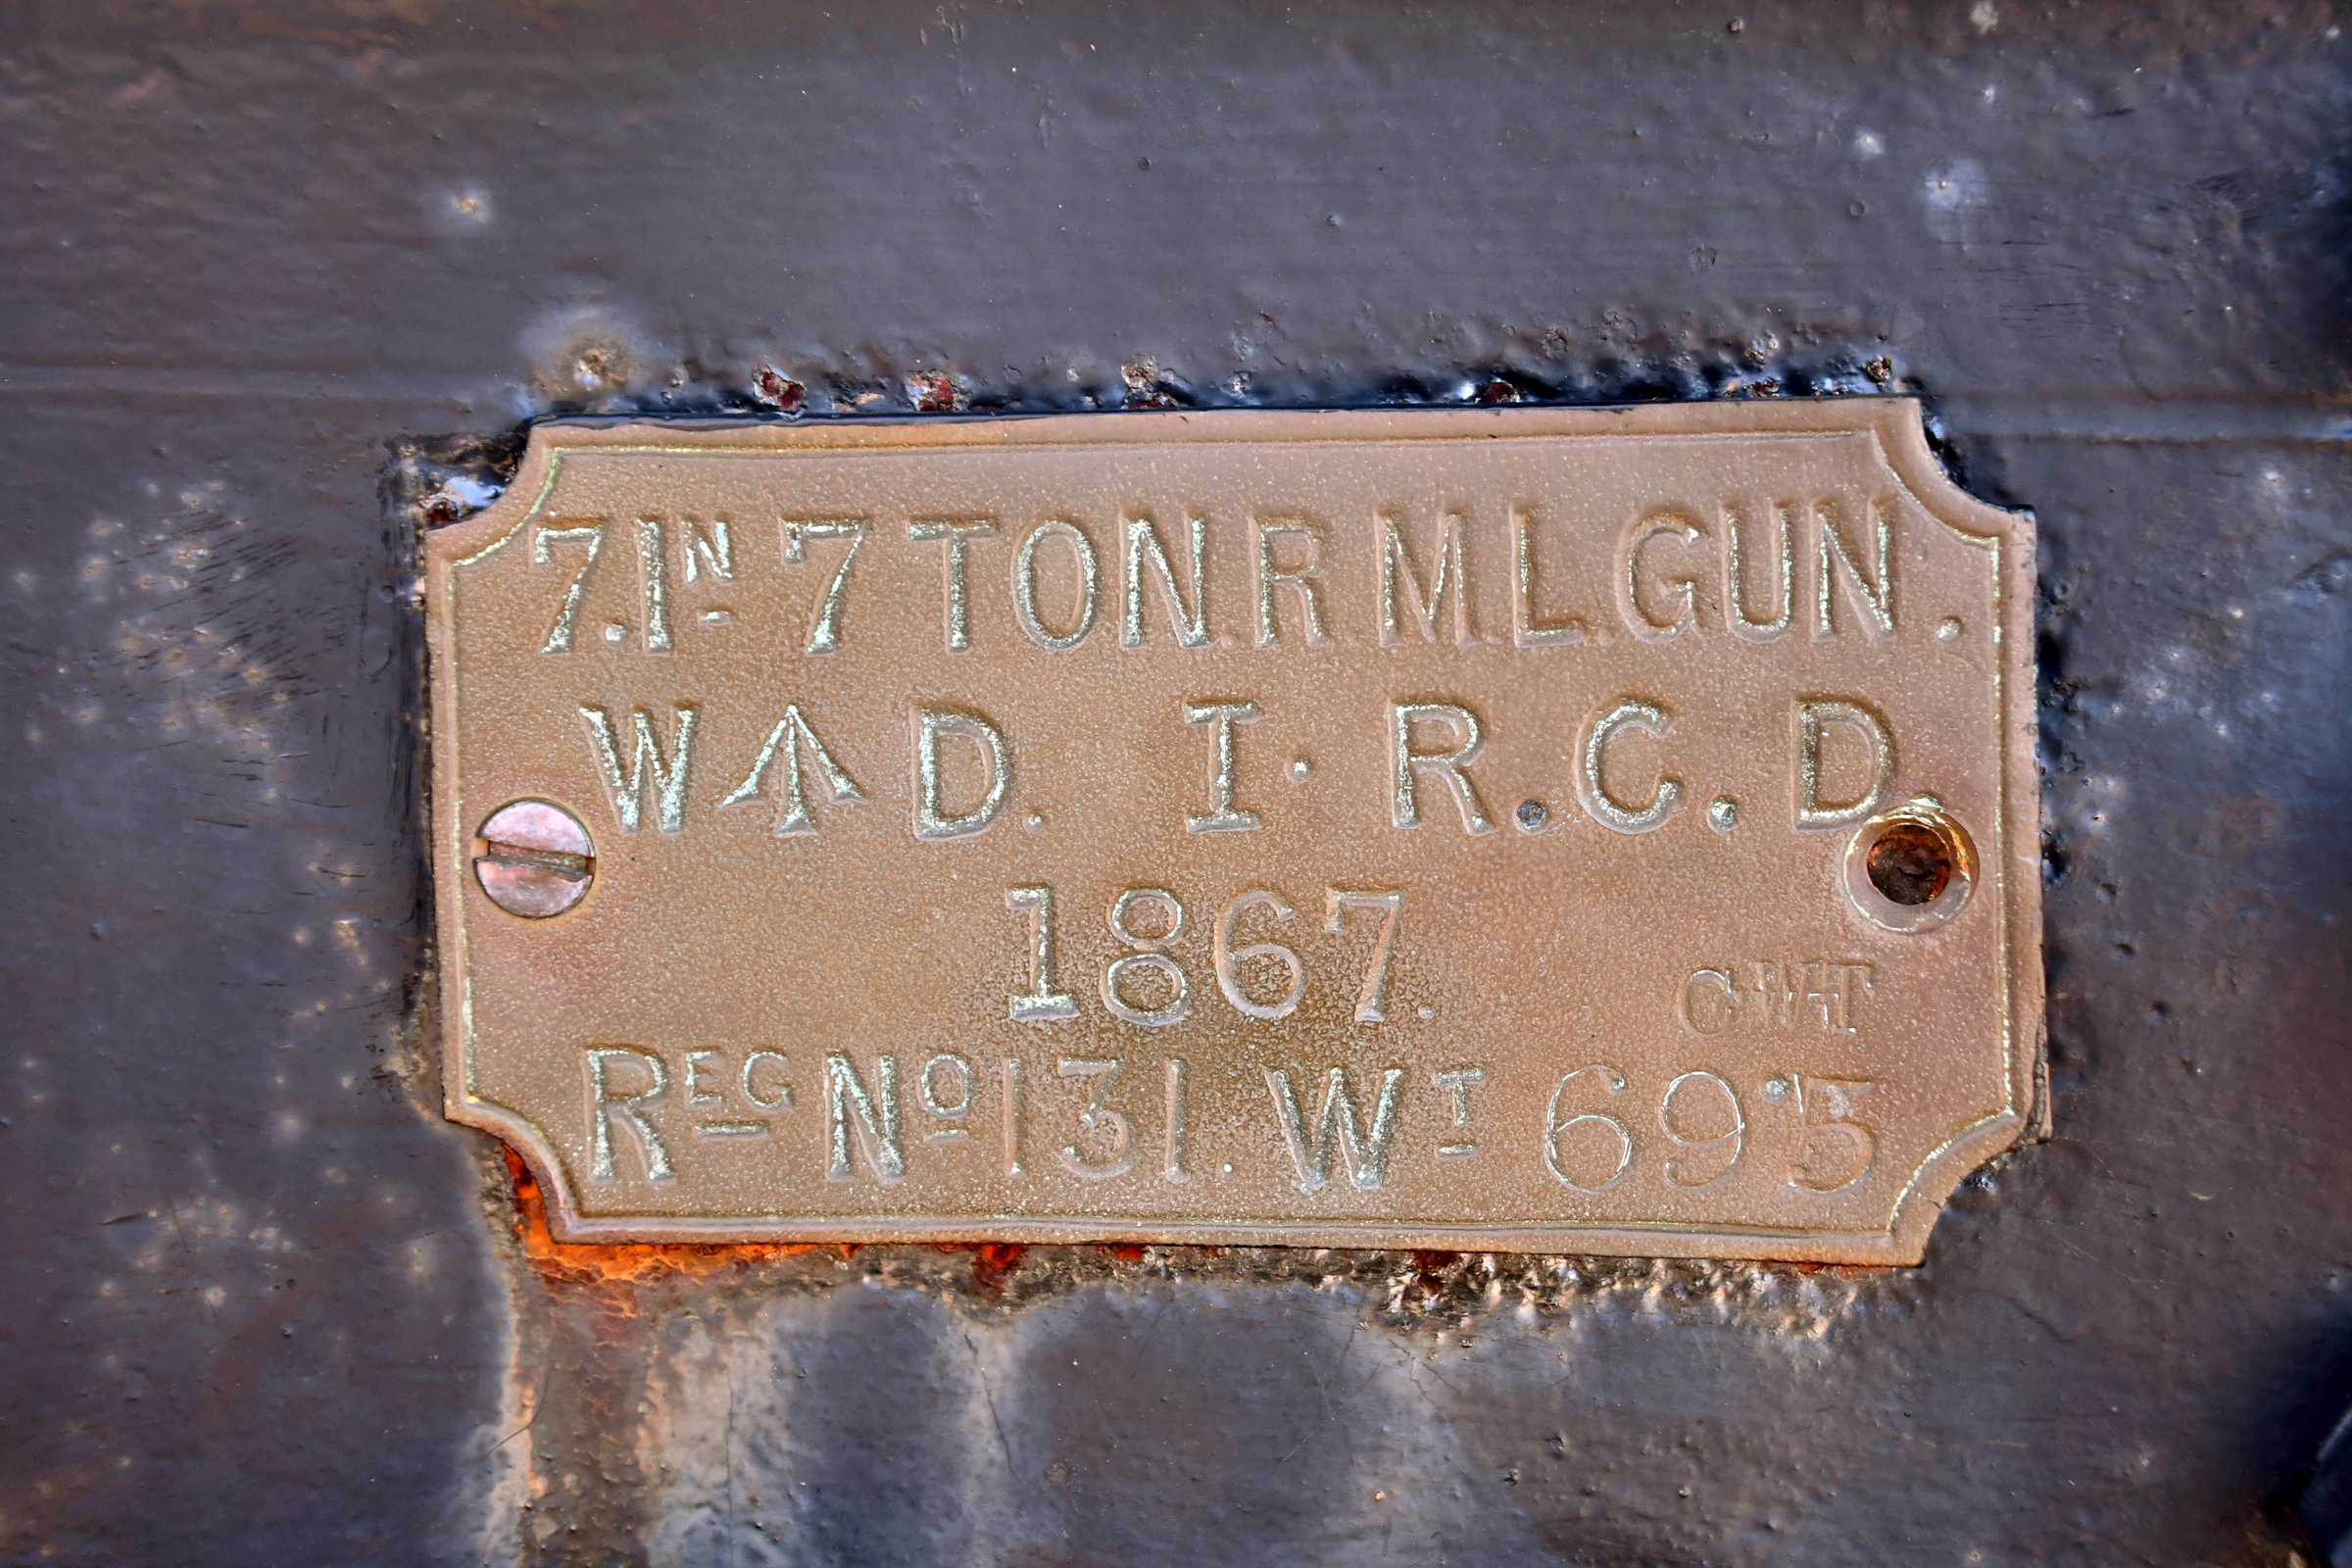 7.IN 7 TON.R.M.L.GUN.
W↑D. I.R.C.D.
1867.
CWT
REG NO 131. WT 69.5